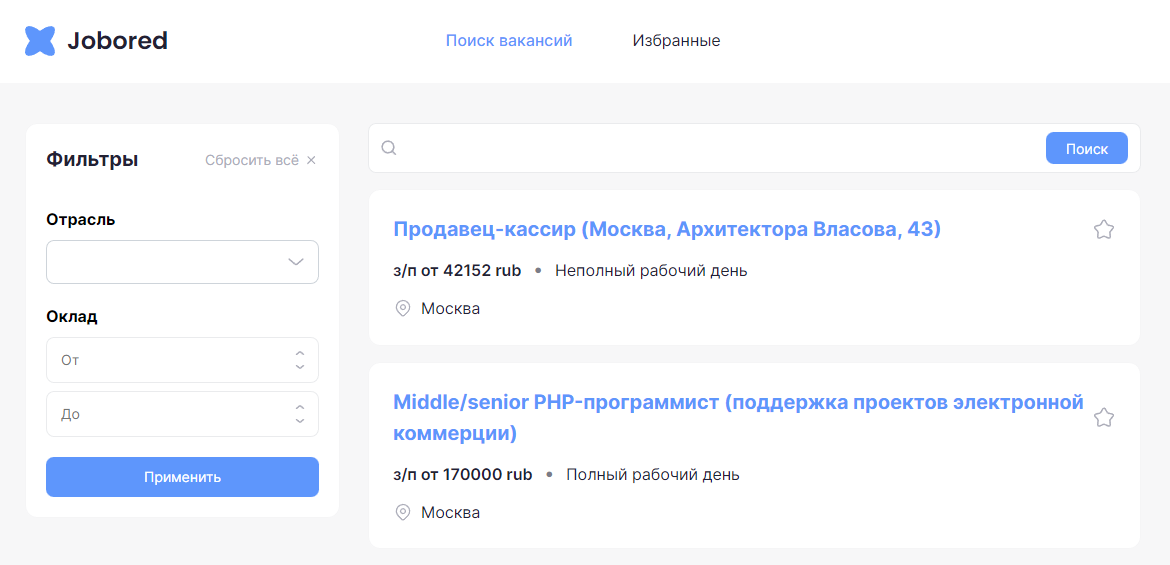 Jobored
Поиск вакансий
Избранные
Фильтры
Сбросить всё ×
Отрасль
Оклад
От
До
Применить
Поиск
Продавец-кассир (Москва, Архитектора Власова, 43)
з/п от 42152 rub • Неполный рабочий день
Москва
Middle/senior PHP-программист (поддержка проектов электронной
коммерции)
з/п от 170000 rub • Полный рабочий день
Москва